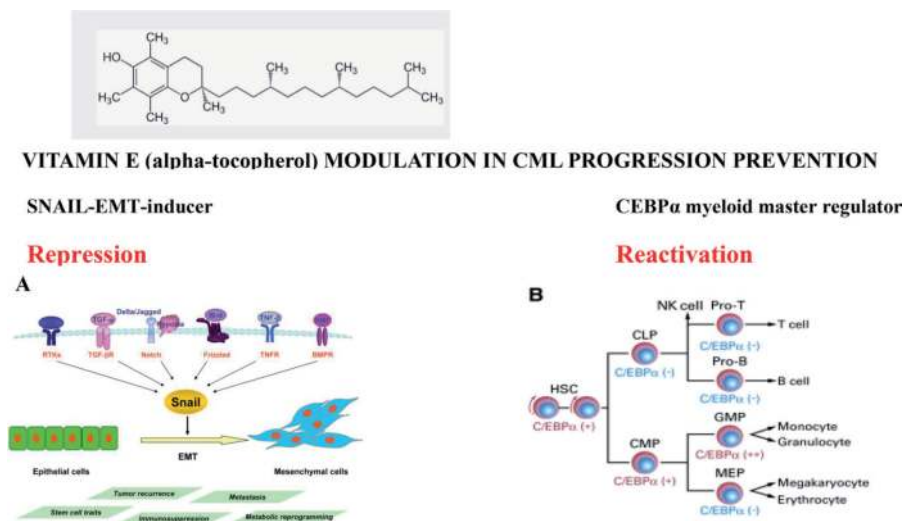 CH₃
CH₃
CH₃
HO
CH₃
H₃C
O
CH₃
CH₃
VITAMIN E (alpha-tocopherol) MODULATION IN CML PROGRESSION PREVENTION
SNAIL-EMT-inducer
CEBPα myeloid master regulator
Repression
Reactivation
A
Delta/Jagged
TGF-β
TNF-α
RTKs
TGF-βR
Notch
Frizzled
TNFR
BMPR
Snail
EMT
Epithelial cells
Mesenchymal cells
Tumor recurrence
Metastasis
Stem cell traits
Immunosupression
Metabolic reprogramming
B
NK cell
Pro-T
T cell
CLP
C/EBPα (-)
C/EBPα (-)
Pro-B
B cell
C/EBPα (-)
HSC
C/EBPα (+)
GMP
Monocyte
Granulocyte
C/EBPα (++)
CMP
C/EBPα (+)
MEP
Megakaryocyte
Erythrocyte
C/EBPα (-)